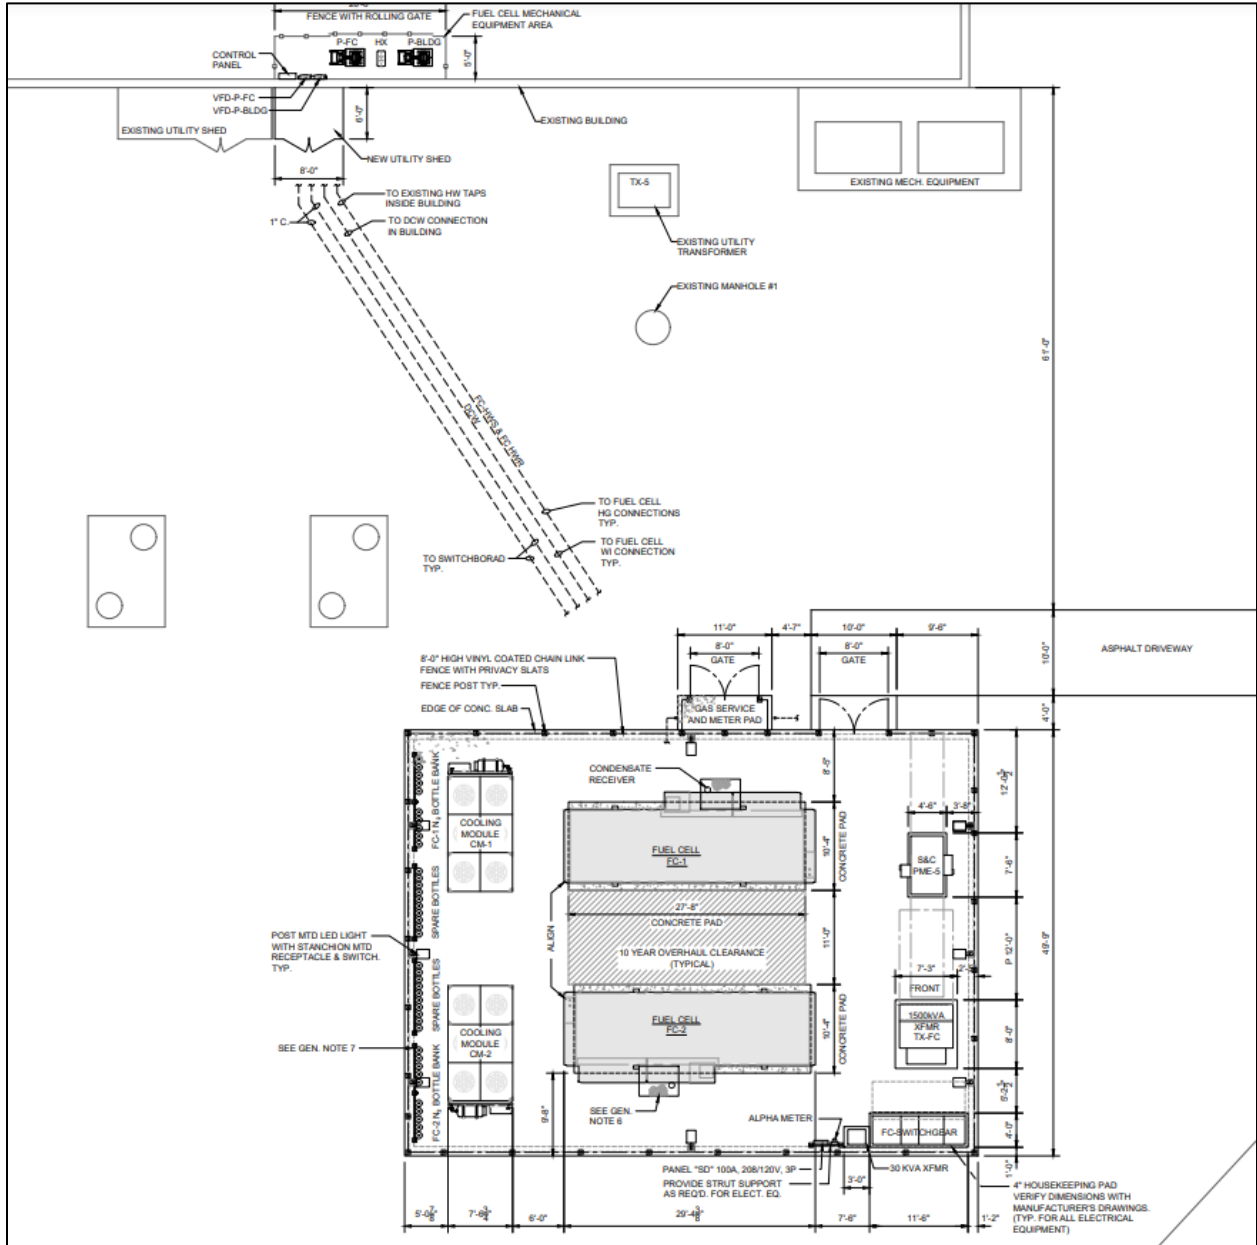 FENCE WITH ROLLING GATE
FUEL CELL MECHANICAL
EQUIPMENT AREA
P-FC
HX
P-BLDG
5'-0"
CONTROL
PANEL
VFD-P-FC
VFD-P-BLDG
6'-0"
EXISTING BUILDING
EXISTING UTILITY SHED
NEW UTILITY SHED
8'-0"
TX-5
EXISTING MECH. EQUIPMENT
TO EXISTING HW TAPS
INSIDE BUILDING
1" C.
TO DCW CONNECTION
IN BUILDING
EXISTING UTILITY
TRANSFORMER
EXISTING MANHOLE #1
61'-0"
FC-HWS & FC HWR
DCW
TO FUEL CELL
HG CONNECTIONS
TYP.
TO FUEL CELL
WI CONNECTION
TYP.
TO SWITCHBORAD
TYP.
11'-0"
4'-7"
10'-0"
9'-6"
8'-0"
GATE
8'-0"
GATE
10'-0"
ASPHALT DRIVEWAY
8'-0" HIGH VINYL COATED CHAIN LINK
FENCE WITH PRIVACY SLATS
FENCE POST TYP.
EDGE OF CONC. SLAB
GAS SERVICE
AND METER PAD
4'-0"
CONDENSATE
RECEIVER
8'-5"
FC-1 N2 BOTTLE BANK
COOLING
MODULE
CM-1
FUEL CELL
FC-1
10'-4"
CONCRETE PAD
4'-6"
3'-8"
S&C
PME-5
7'-6"
SPARE BOTTLES
27'-8"
CONCRETE PAD
10 YEAR OVERHAUL CLEARANCE
(TYPICAL)
11'-0"
ALIGN
POST MTD LED LIGHT
WITH STANCHION MTD
RECEPTACLE & SWITCH.
TYP.
7'-3"
FRONT
P 12'-0"
49'-9"
SPARE BOTTLES
SEE GEN. NOTE 7
FC-2 N2 BOTTLE BANK
COOLING
MODULE
CM-2
FUEL CELL
FC-2
10'-4"
CONCRETE PAD
1500kVA
XFMR
TX-FC
8'-0"
9'-8"
SEE GEN.
NOTE 6
ALPHA METER
FC-SWITCHGEAR
4'-0"
1'-0"
PANEL "SD" 100A, 208/120V, 3P
PROVIDE STRUT SUPPORT
AS REQ'D. FOR ELECT. EQ.
30 KVA XFMR
3'-0"
4" HOUSEKEEPING PAD
VERIFY DIMENSIONS WITH
MANUFACTURER'S DRAWINGS.
(TYP. FOR ALL ELECTRICAL
EQUIPMENT)
6'-0"
7'-6"
11'-6"
1'-2"